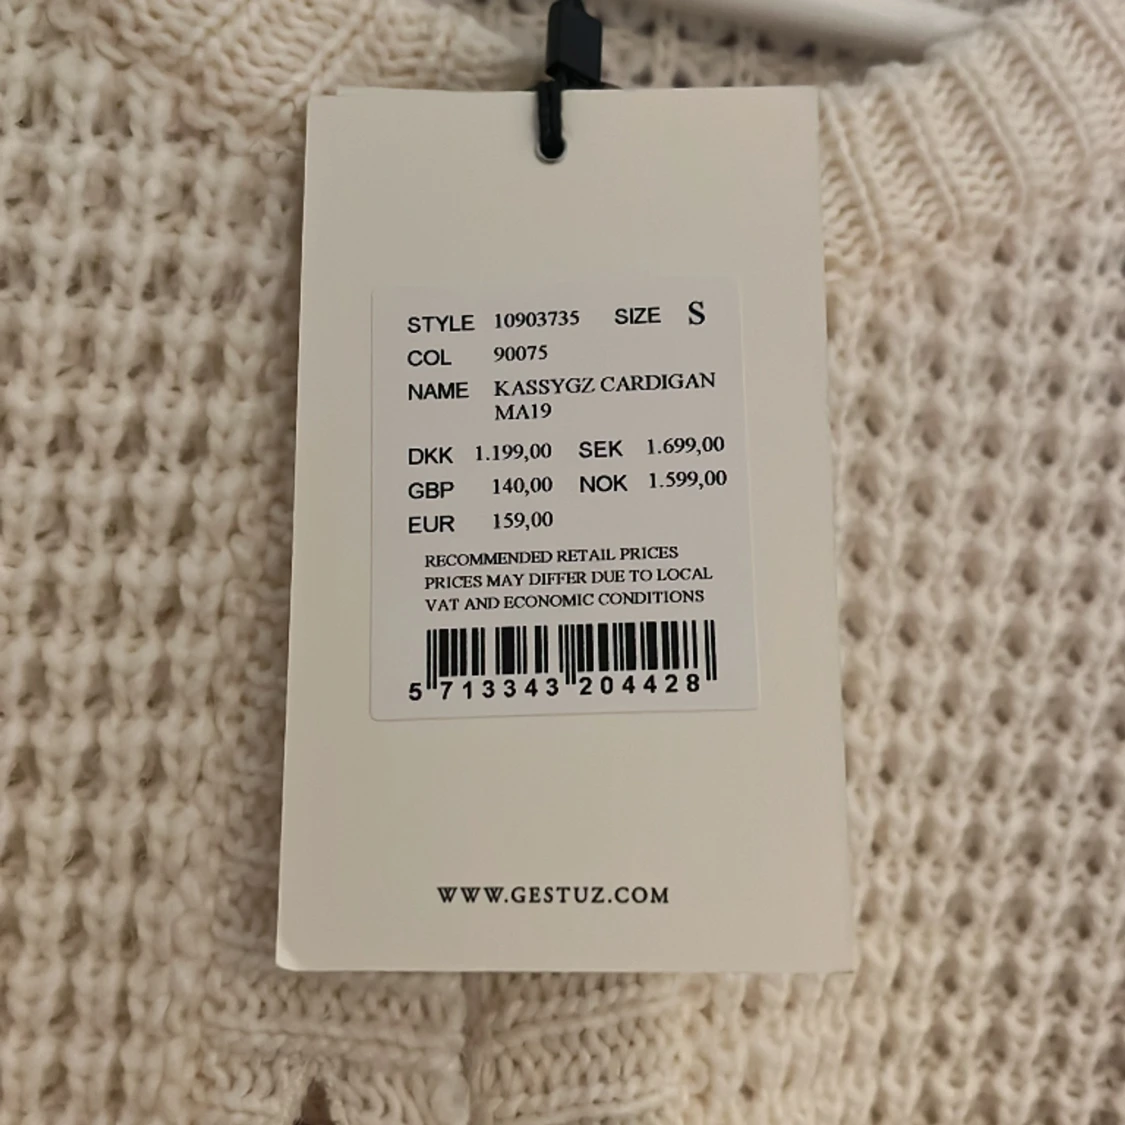 STYLE 10903735 SIZE S
COL 90075
NAME KASSYGZ CARDIGAN
MA19
DKK 1.199,00 SEK 1.699,00
GBP 140,00 NOK 1.599,00
EUR 159,00
RECOMMENDED RETAIL PRICES
PRICES MAY DIFFER DUE TO LOCAL
VAT AND ECONOMIC CONDITIONS
5 713343 204428
WWW.GESTUZ.COM